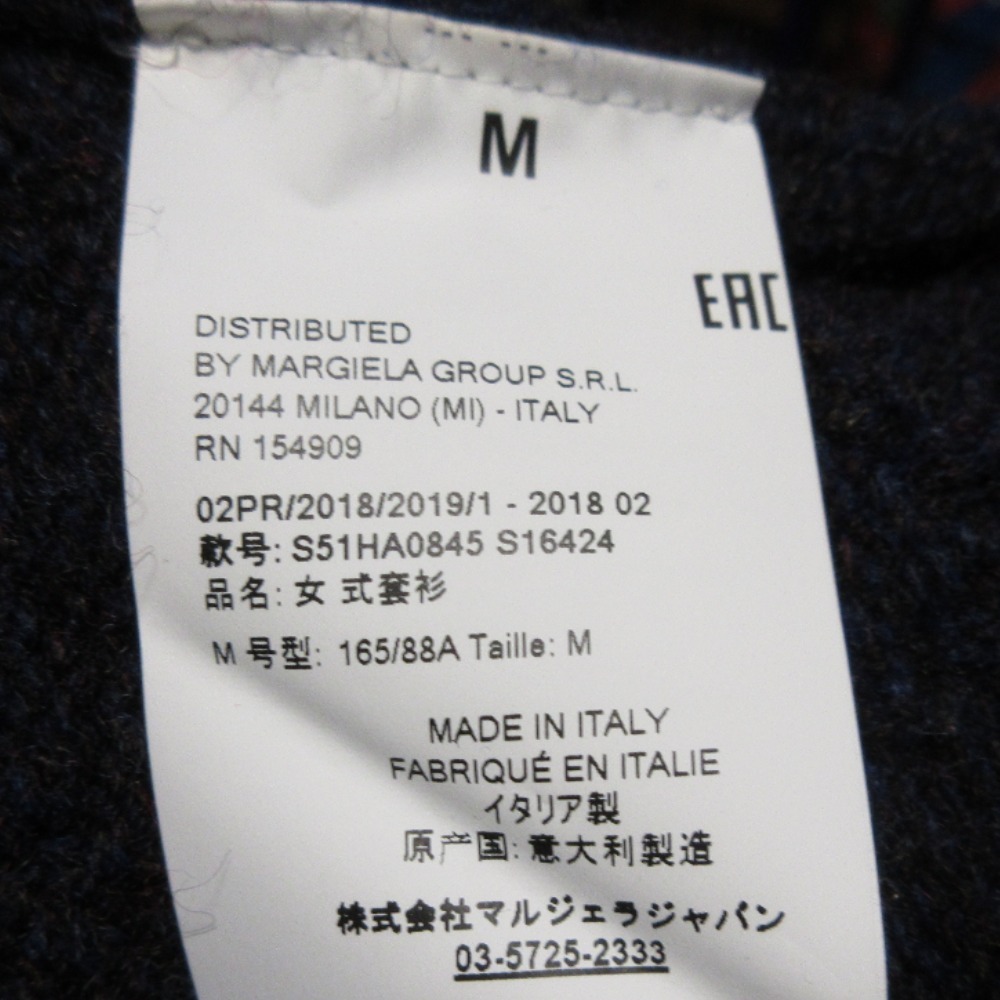 M
EAC
DISTRIBUTED
BY MARGIELA GROUP S.R.L.
20144 MILANO (MI) - ITALY
RN 154909
02PR/2018/2019/1 - 2018 02
款号: S51HA0845 S16424
品名: 女 式套衫
M 号型: 165/88A Taille: M
MADE IN ITALY
FABRIQUÉ EN ITALIE
イタリア製
原产国: 意大利製造
株式会社マルジェラジャパン
03-5725-2333